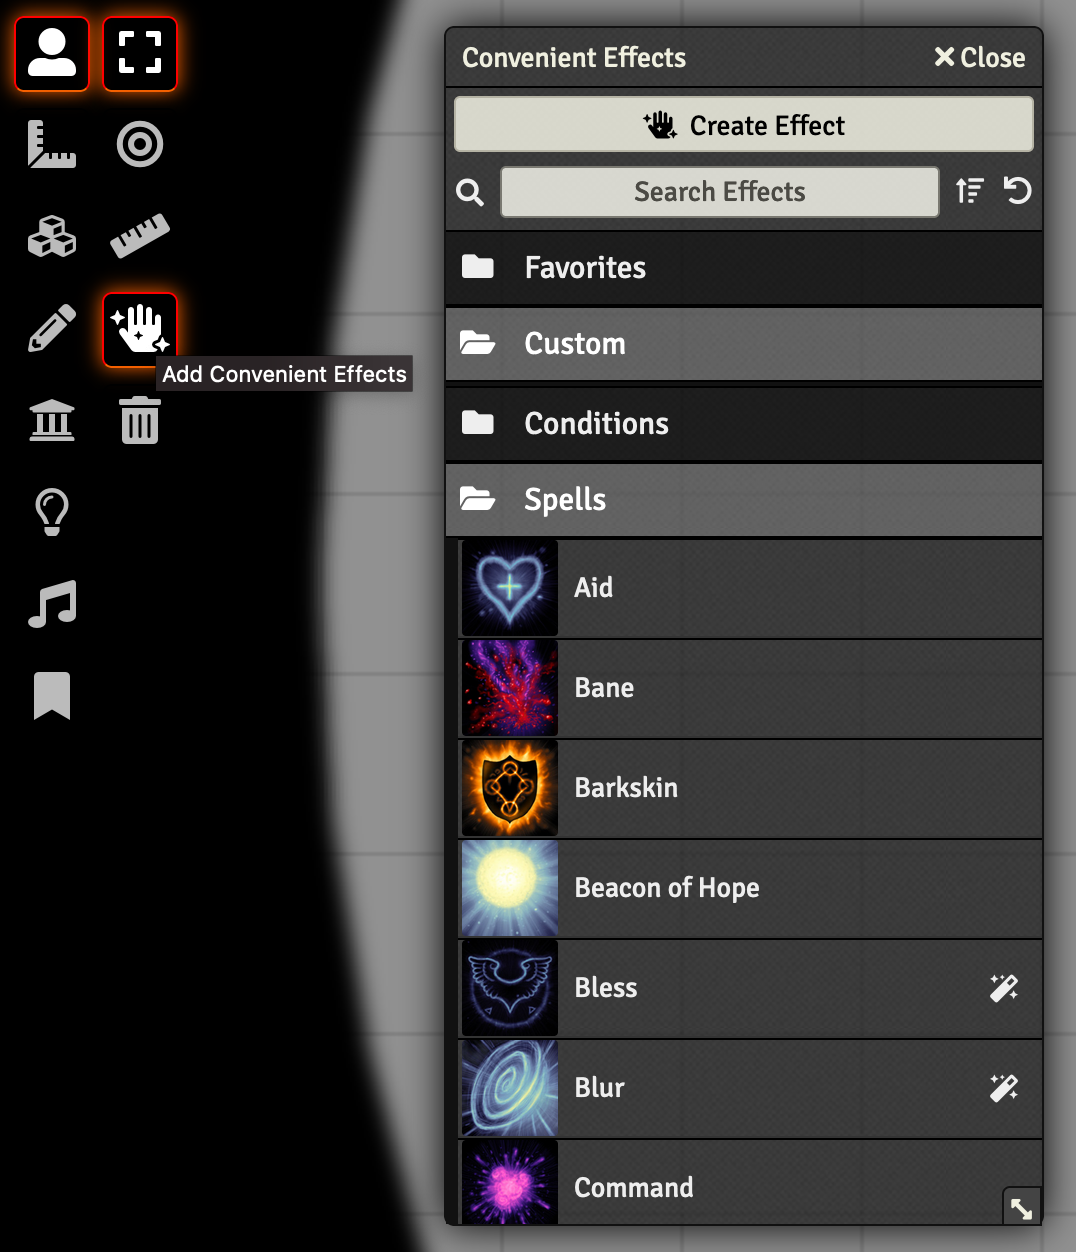 Convenient Effects
Close
Create Effect
Search Effects
Favorites
Custom
Add Convenient Effects
Conditions
Spells
Aid
Bane
Barkskin
Beacon of Hope
Bless
Blur
Command